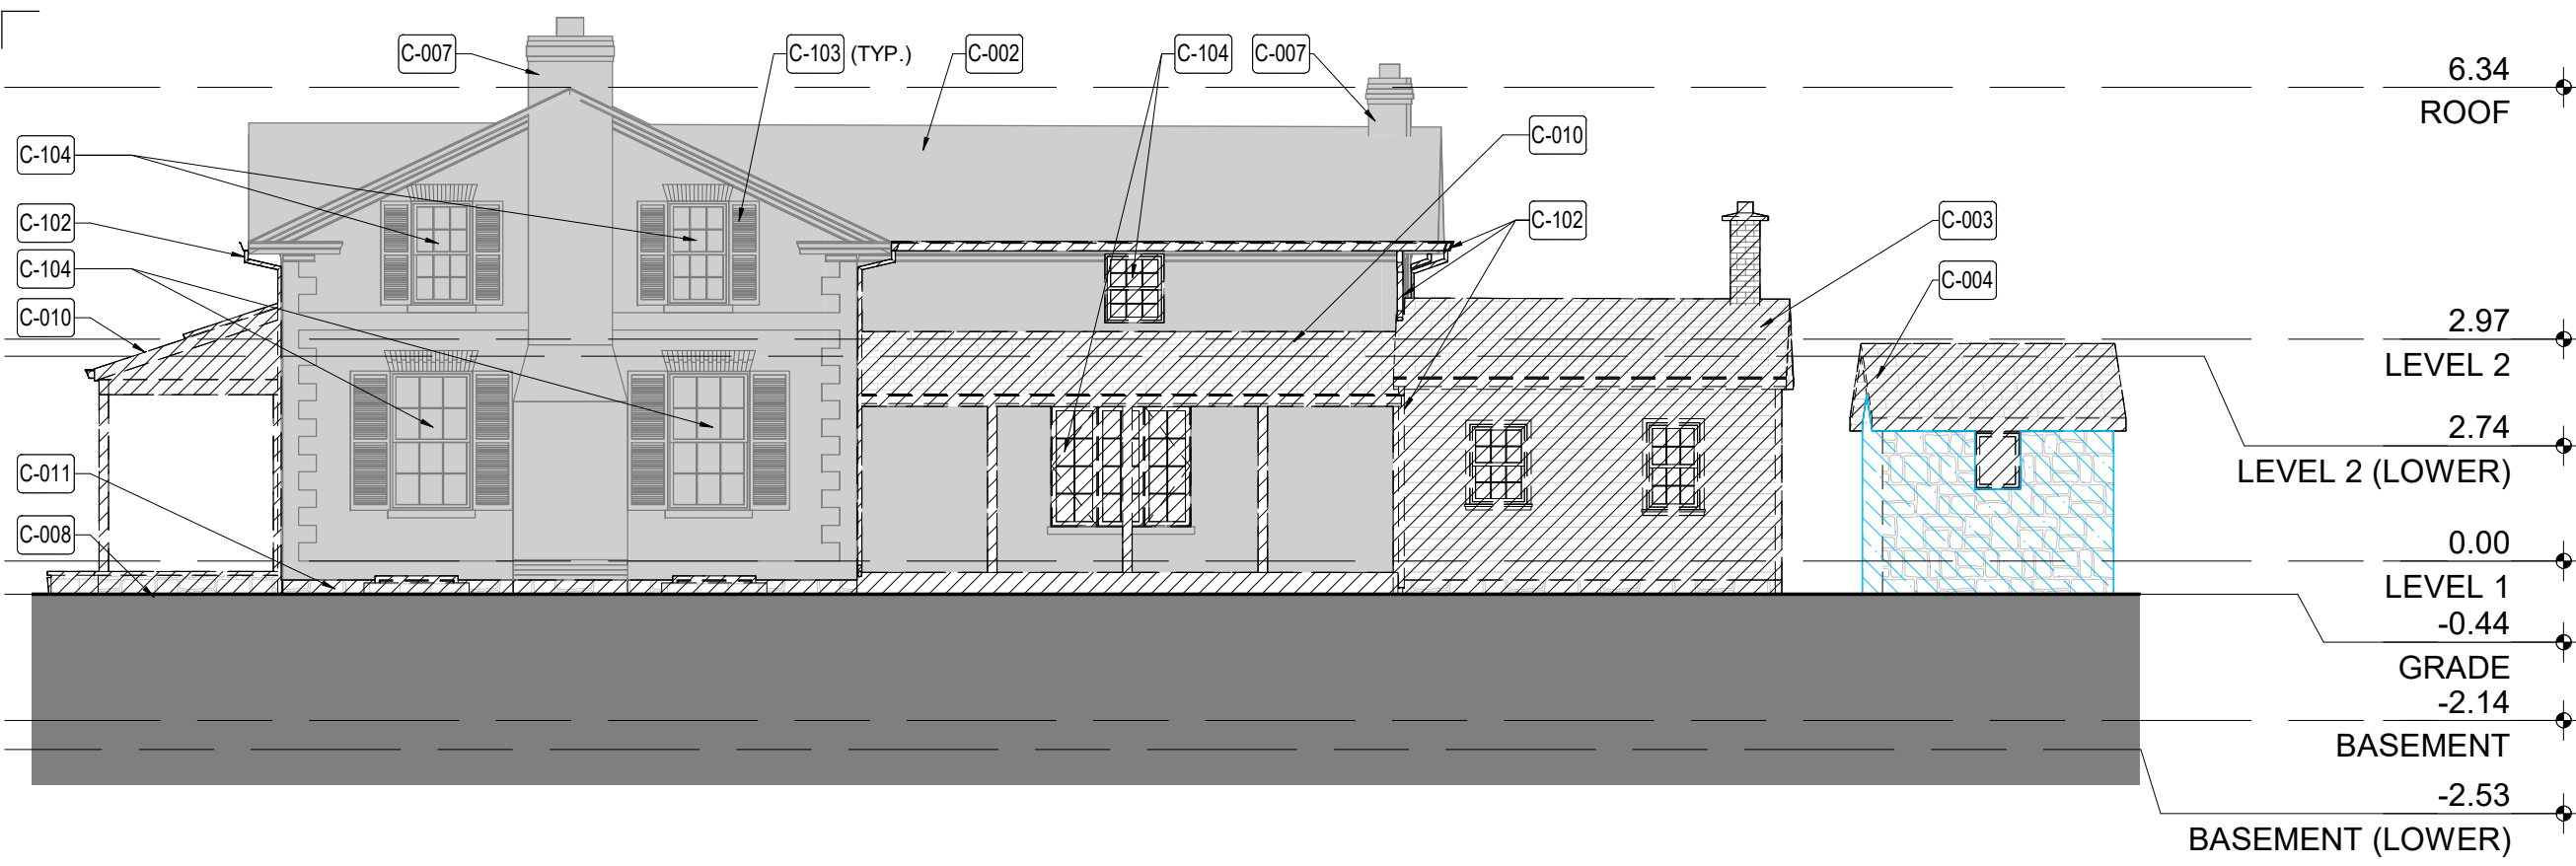 C-007
C-103 (TYP.)
C-002
C-104
C-007
6.34
ROOF
C-010
C-104
C-102
C-102
C-003
C-104
C-004
C-010
2.97
LEVEL 2
2.74
LEVEL 2 (LOWER)
C-011
C-008
0.00
LEVEL 1
-0.44
GRADE
-2.14
BASEMENT
-2.53
BASEMENT (LOWER)